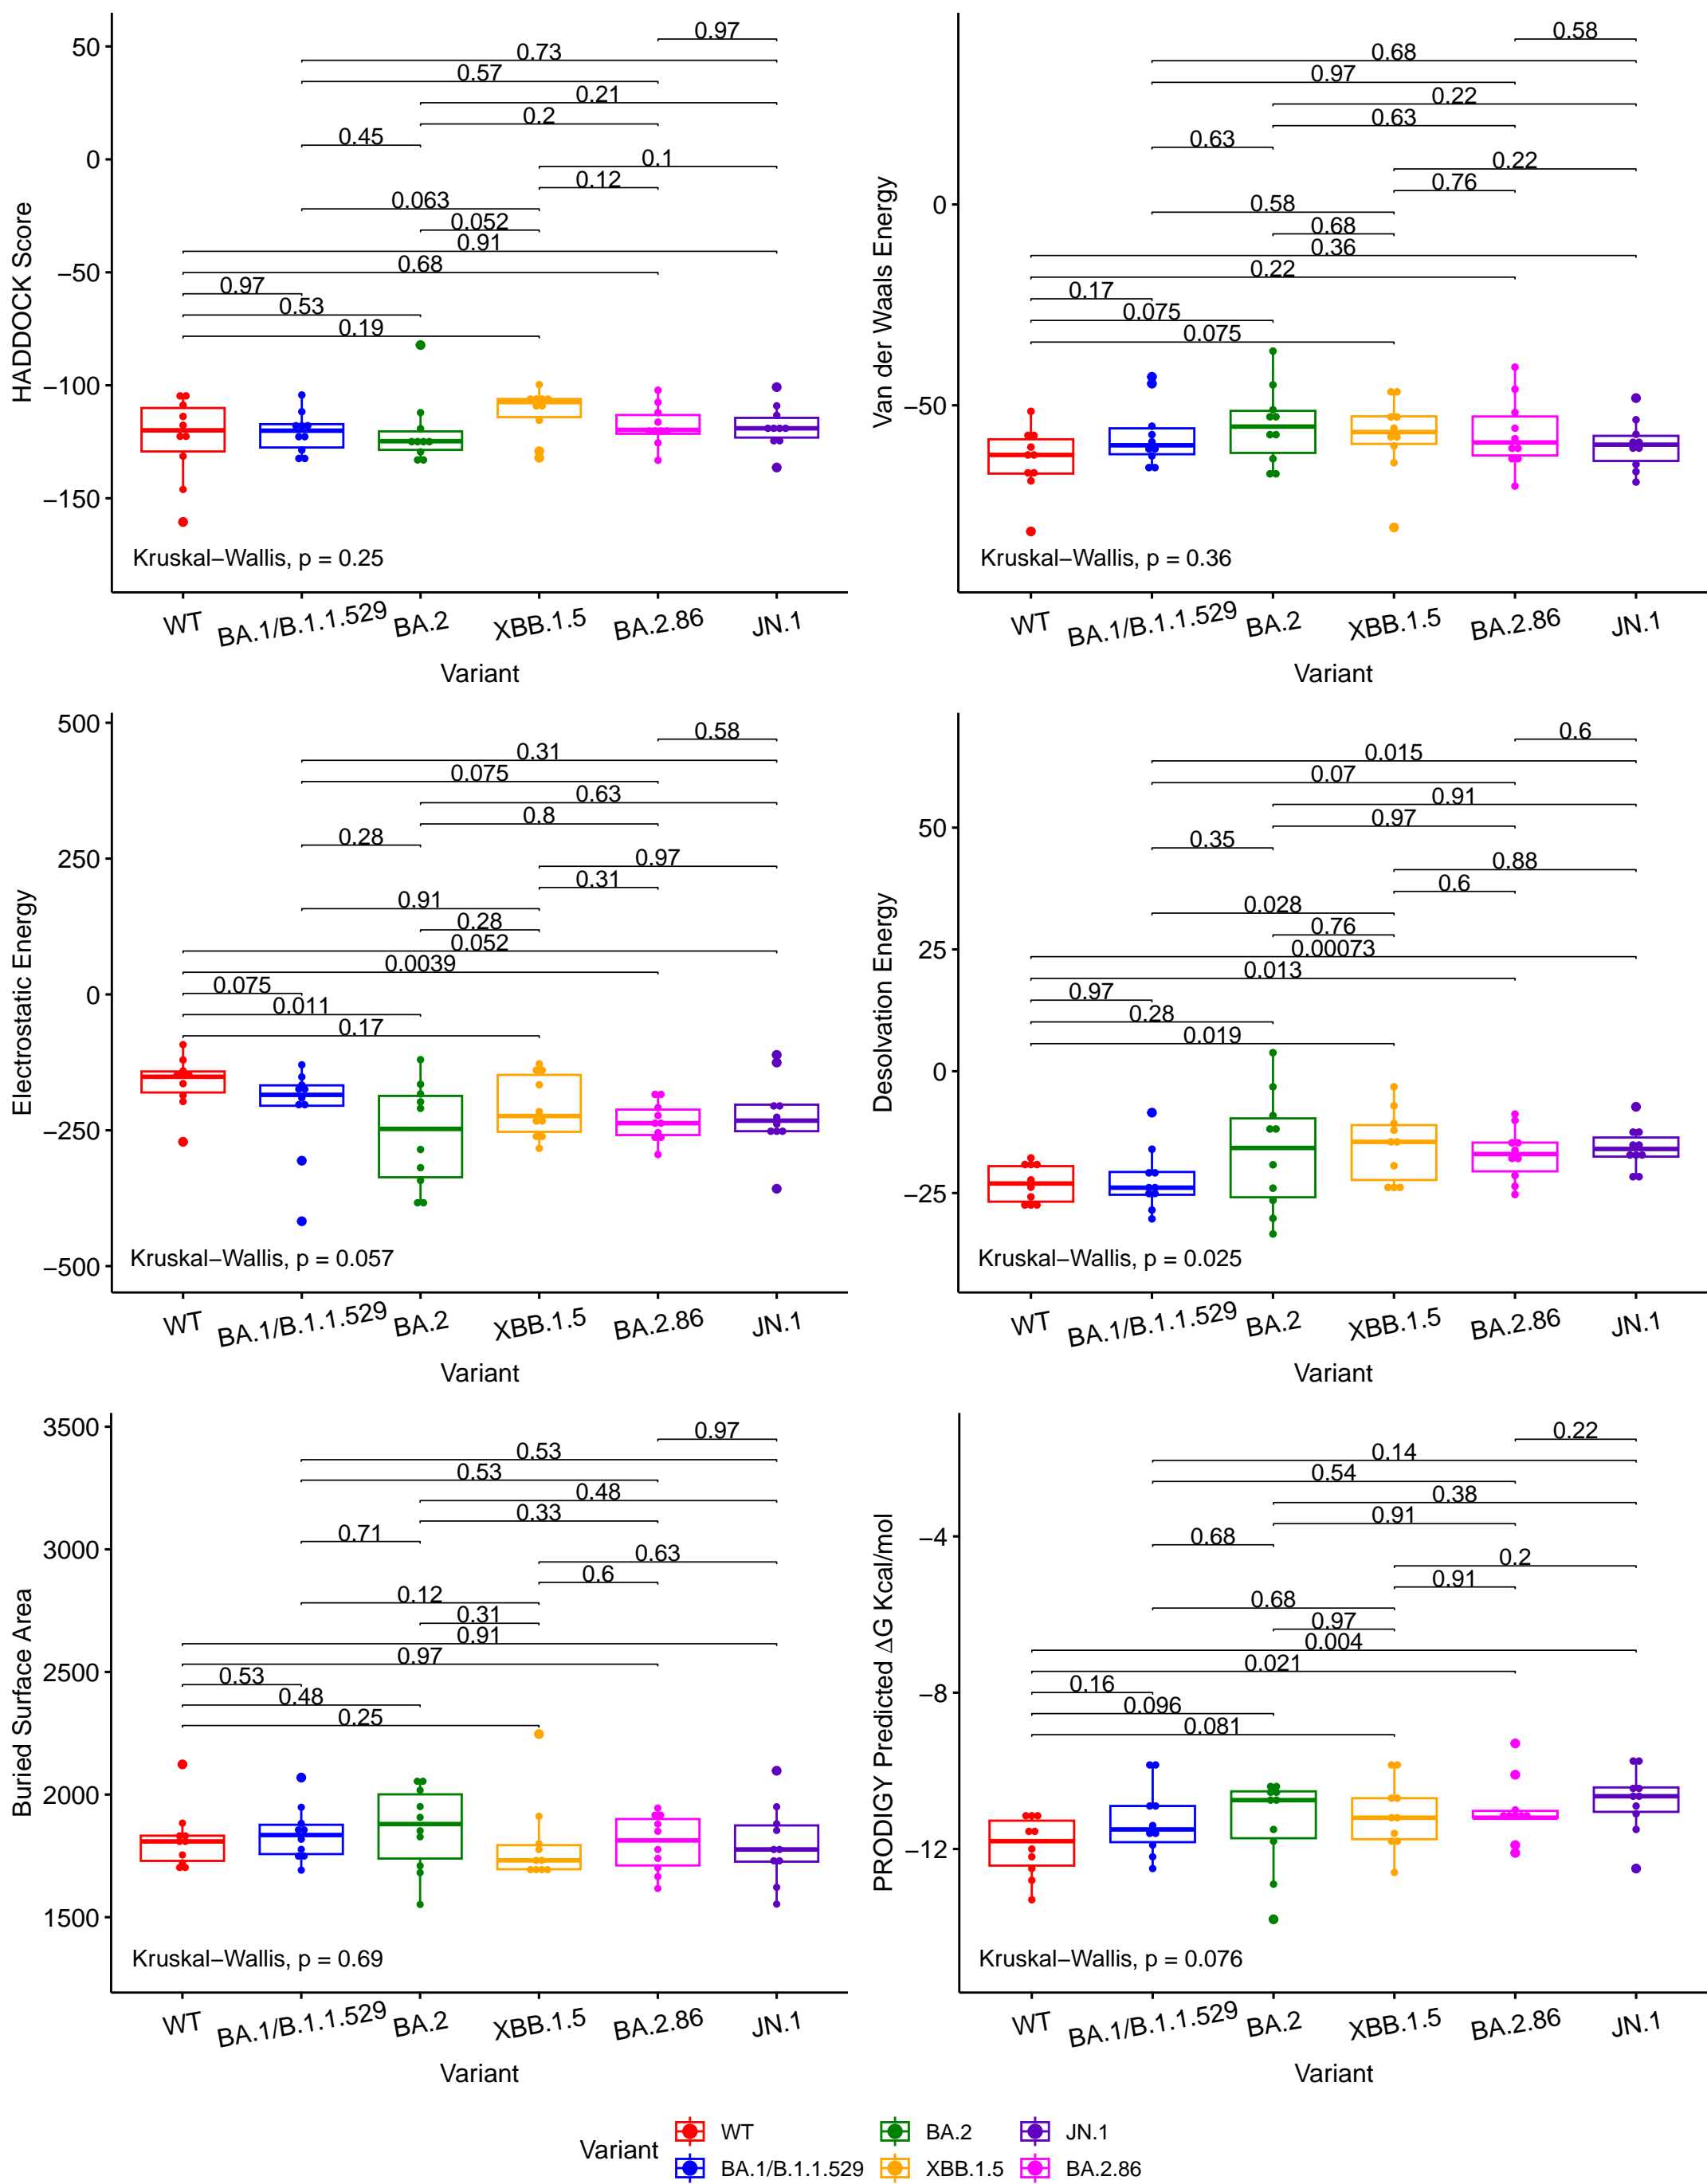 HADDOCK Score
50
0
−50
−100
−150
0.97
0.73
0.57
0.21
0.2
0.45
0.1
0.12
0.063
0.052
0.91
0.68
0.97
0.53
0.19
Kruskal−Wallis, p = 0.25
WT
BA.1/B.1.1.529
BA.2
XBB.1.5
BA.2.86
JN.1
Variant
Van der Waals Energy
0
−50
0.58
0.68
0.97
0.22
0.63
0.63
0.22
0.76
0.58
0.68
0.36
0.22
0.17
0.075
0.075
Kruskal−Wallis, p = 0.36
WT
BA.1/B.1.1.529
BA.2
XBB.1.5
BA.2.86
JN.1
Variant
Electrostatic Energy
500
250
0
−250
−500
0.58
0.31
0.075
0.63
0.8
0.28
0.97
0.31
0.91
0.28
0.052
0.0039
0.075
0.011
0.17
Kruskal−Wallis, p = 0.057
WT
BA.1/B.1.1.529
BA.2
XBB.1.5
BA.2.86
JN.1
Variant
Desolvation Energy
50
25
0
−25
0.6
0.015
0.07
0.91
0.97
0.35
0.88
0.6
0.028
0.76
0.00073
0.013
0.97
0.28
0.019
Kruskal−Wallis, p = 0.025
WT
BA.1/B.1.1.529
BA.2
XBB.1.5
BA.2.86
JN.1
Variant
Buried Surface Area
3500
3000
2500
2000
1500
0.97
0.53
0.53
0.48
0.33
0.71
0.63
0.6
0.12
0.31
0.91
0.97
0.53
0.48
0.25
Kruskal−Wallis, p = 0.69
WT
BA.1/B.1.1.529
BA.2
XBB.1.5
BA.2.86
JN.1
Variant
PRODIGY Predicted ΔG Kcal/mol
−4
−8
−12
0.22
0.14
0.54
0.38
0.91
0.68
0.2
0.91
0.68
0.97
0.004
0.021
0.16
0.096
0.081
Kruskal−Wallis, p = 0.076
WT
BA.1/B.1.1.529
BA.2
XBB.1.5
BA.2.86
JN.1
Variant
Variant
WT
BA.2
JN.1
BA.1/B.1.1.529
XBB.1.5
BA.2.86